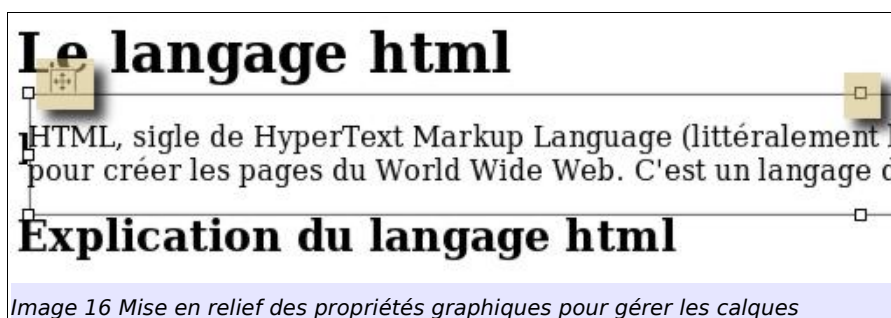 Le langage html
HTML, sigle de HyperText Markup Language (littéralement
pour créer les pages du World Wide Web. C'est un langage
Explication du langage html
Image 16 Mise en relief des propriétés graphiques pour gérer les calques